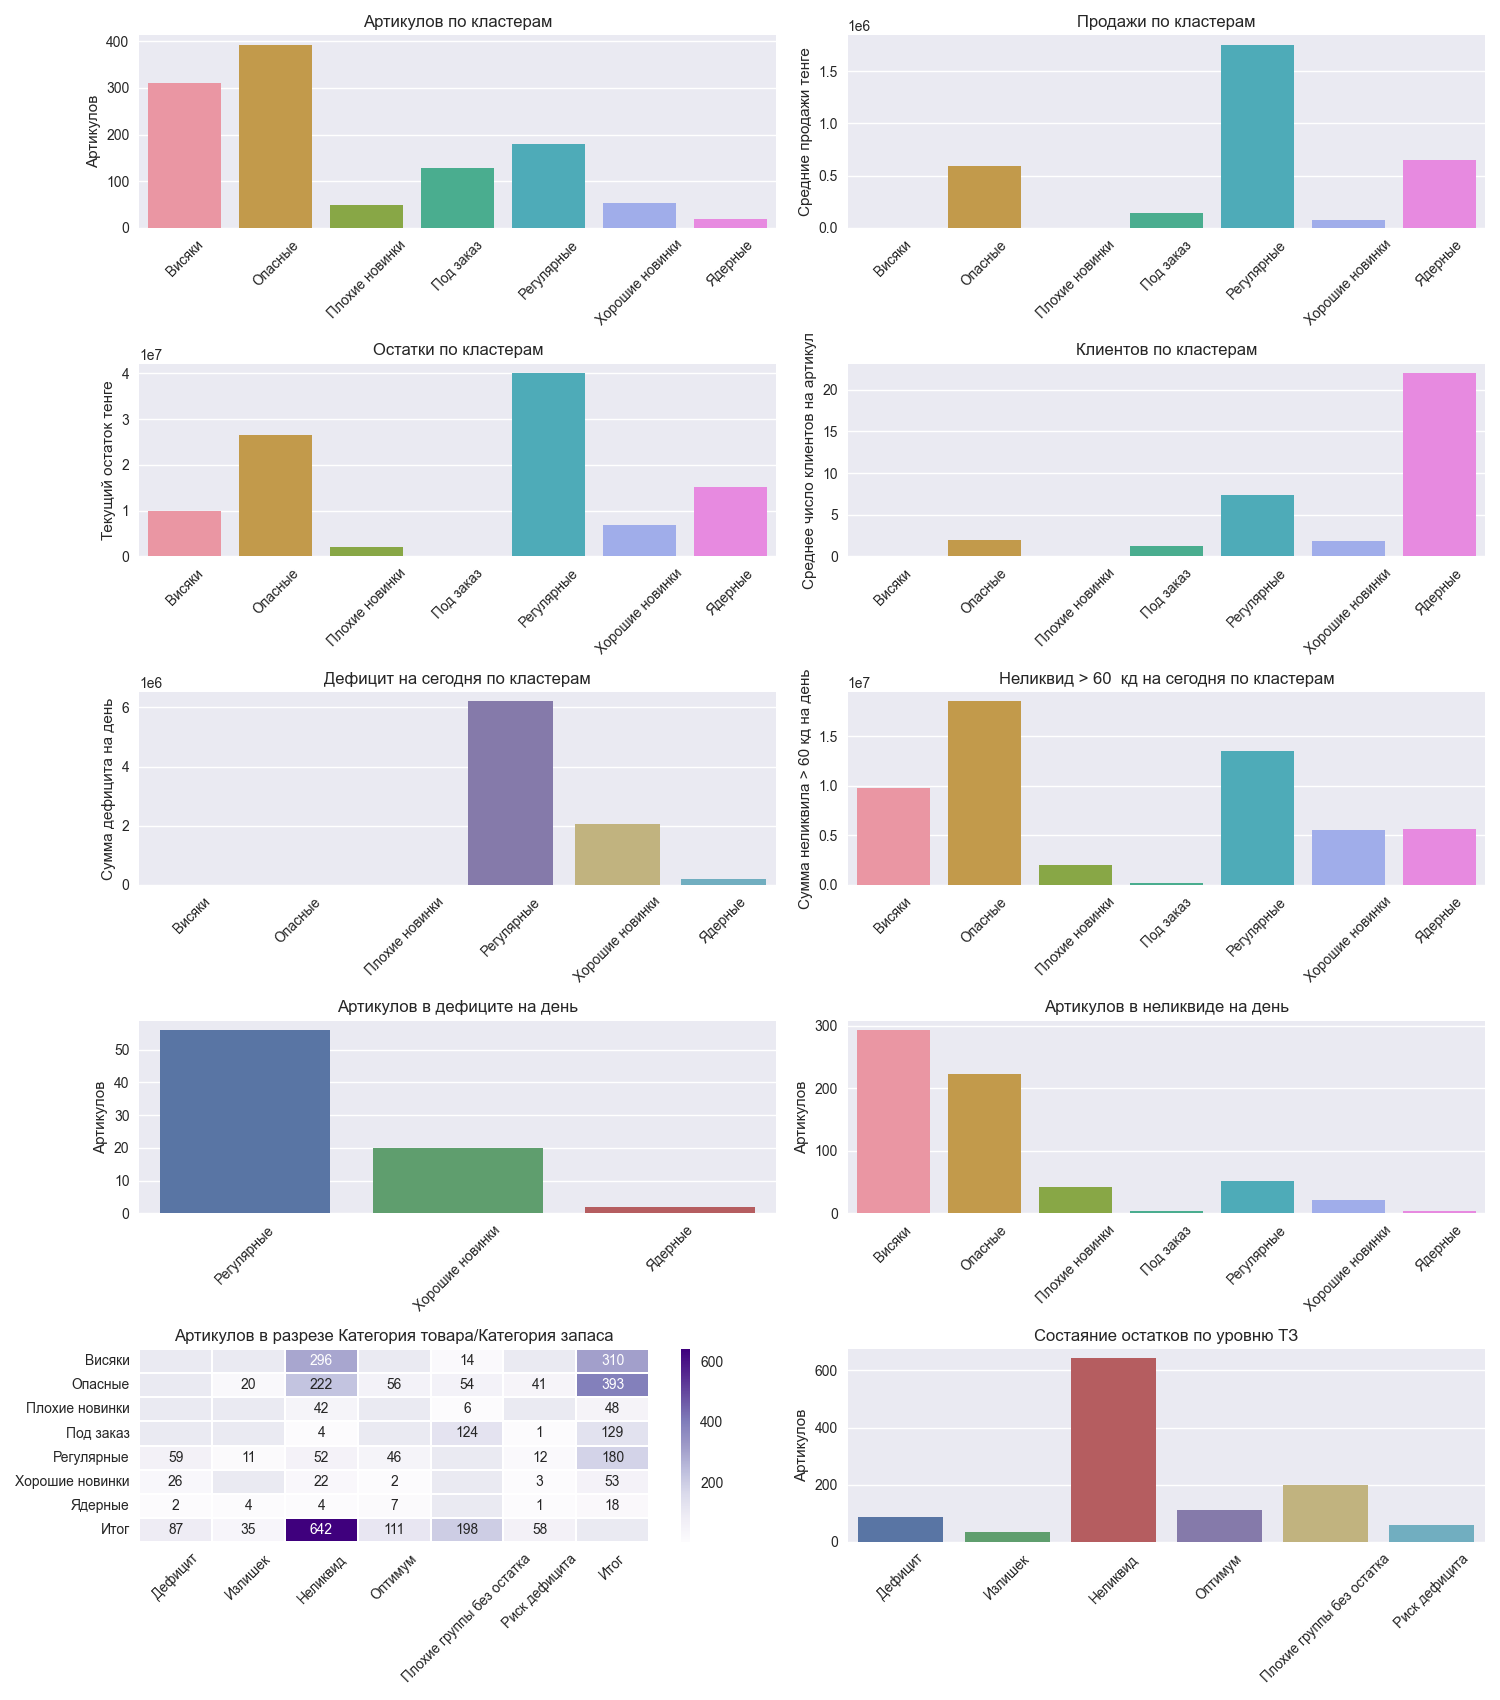 Артикулов по кластерам
Артикулов
400
300
200
100
0
Висяки
Опасные
Плохие новинки
Под заказ
Регулярные
Хорошие новинки
Ядерные
Продажи по кластерам
1e6
Средние продажи тенге
1.5
1.0
0.5
0.0
Висяки
Опасные
Плохие новинки
Под заказ
Регулярные
Хорошие новинки
Ядерные
Остатки по кластерам
1e7
Текущий остаток тенге
4
3
2
1
0
Висяки
Опасные
Плохие новинки
Под заказ
Регулярные
Хорошие новинки
Ядерные
Клиентов по кластерам
Среднее число клиентов на артикул
20
15
10
5
0
Висяки
Опасные
Плохие новинки
Под заказ
Регулярные
Хорошие новинки
Ядерные
Дефицит на сегодня по кластерам
1e6
Сумма дефицита на день
6
4
2
0
Висяки
Опасные
Плохие новинки
Регулярные
Хорошие новинки
Ядерные
Неликвид > 60 кд на сегодня по кластерам
1e7
Сумма неликвила > 60 кд на день
1.5
1.0
0.5
0.0
Висяки
Опасные
Плохие новинки
Под заказ
Регулярные
Хорошие новинки
Ядерные
Артикулов в дефиците на день
Артикулов
50
40
30
20
10
0
Регулярные
Хорошие новинки
Ядерные
Артикулов в неликвиде на день
Артикулов
300
200
100
0
Висяки
Опасные
Плохие новинки
Под заказ
Регулярные
Хорошие новинки
Ядерные
Артикулов в разрезе Категория товара/Категория запаса
Висяки 296 14 310
Опасные 20 222 56 54 41 393
Плохие новинки 42 6 48
Под заказ 4 124 1 129
Регулярные 59 11 52 46 12 180
Хорошие новинки 26 22 2 3 53
Ядерные 2 4 4 7 1 18
Итог 87 35 642 111 198 58
Дефицит
Излишек
Неликвид
Оптимум
Плохие группы без остатка
Риск дефицита
Итог
600
400
200
Состаяние остатков по уровню ТЗ
Артикулов
600
400
200
0
Дефицит
Излишек
Неликвид
Оптимум
Плохие группы без остатка
Риск дефицита